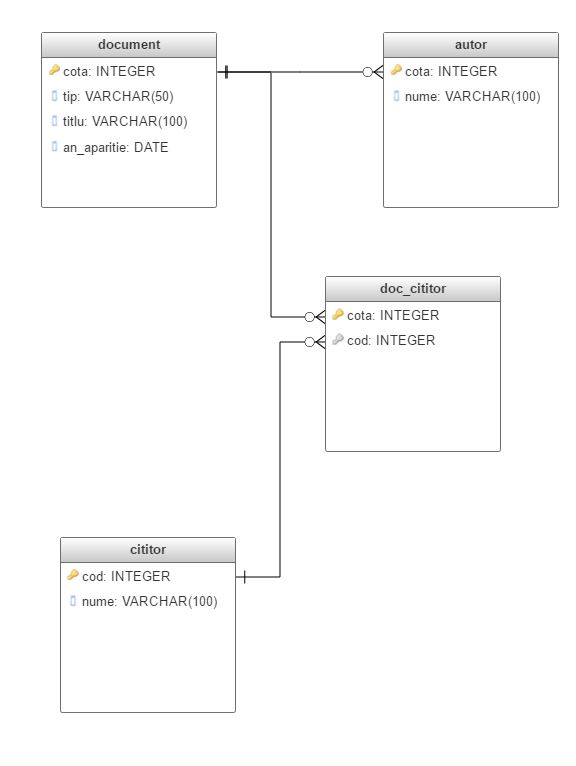 document
cota: INTEGER
tip: VARCHAR(50)
titlu: VARCHAR(100)
an_aparitie: DATE
autor
cota: INTEGER
nume: VARCHAR(100)
doc_cititor
cota: INTEGER
cod: INTEGER
cititor
cod: INTEGER
nume: VARCHAR(100)